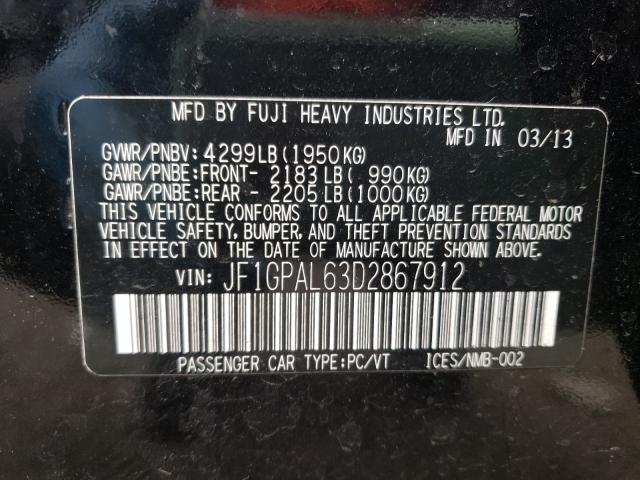 MFD BY FUJI HEAVY INDUSTRIES LTD.
MFD IN 03/13
GVWR/PNBV: 4299LB (1950KG)
GAWR/PNBE:FRONT- 2183 LB ( 990KG)
GAWR/PNBE:REAR - 2205 LB (1000KG)
THIS VEHICLE CONFORMS TO ALL APPLICABLE FEDERAL MOTOR
VEHICLE SAFETY, BUMPER, AND THEFT PREVENTION STANDARDS
IN EFFECT ON THE DATE OF MANUFACTURE SHOWN ABOVE.
VIN: JF1GPAL63D2867912
PASSENGER CAR TYPE:PC/VT ICES/NMB-002